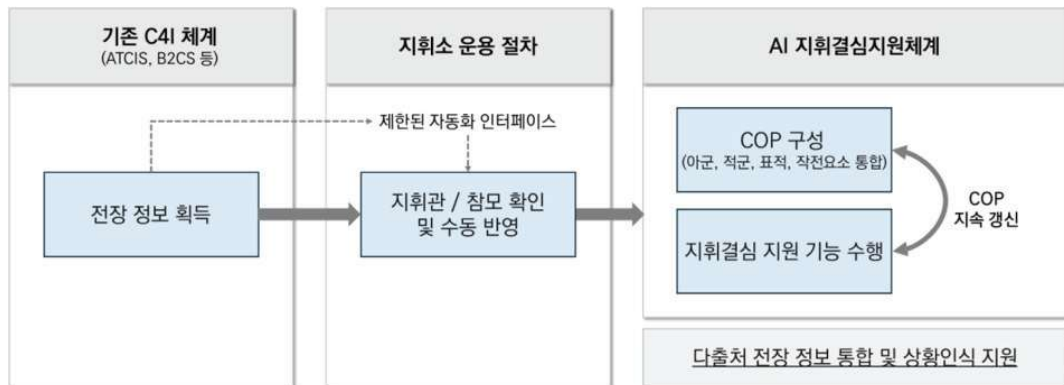 기존 C4I 체계
(ATCIS, B2CS 등)
전장 정보 획득
지휘소 운용 절차
제한된 자동화 인터페이스
지휘관 / 참모 확인
및 수동 반영
AI 지휘결심지원체계
COP 구성
(아군, 적군, 표적, 작전요소 통합)
지휘결심 지원 기능 수행
COP
지속 갱신
다출처 전장 정보 통합 및 상황인식 지원